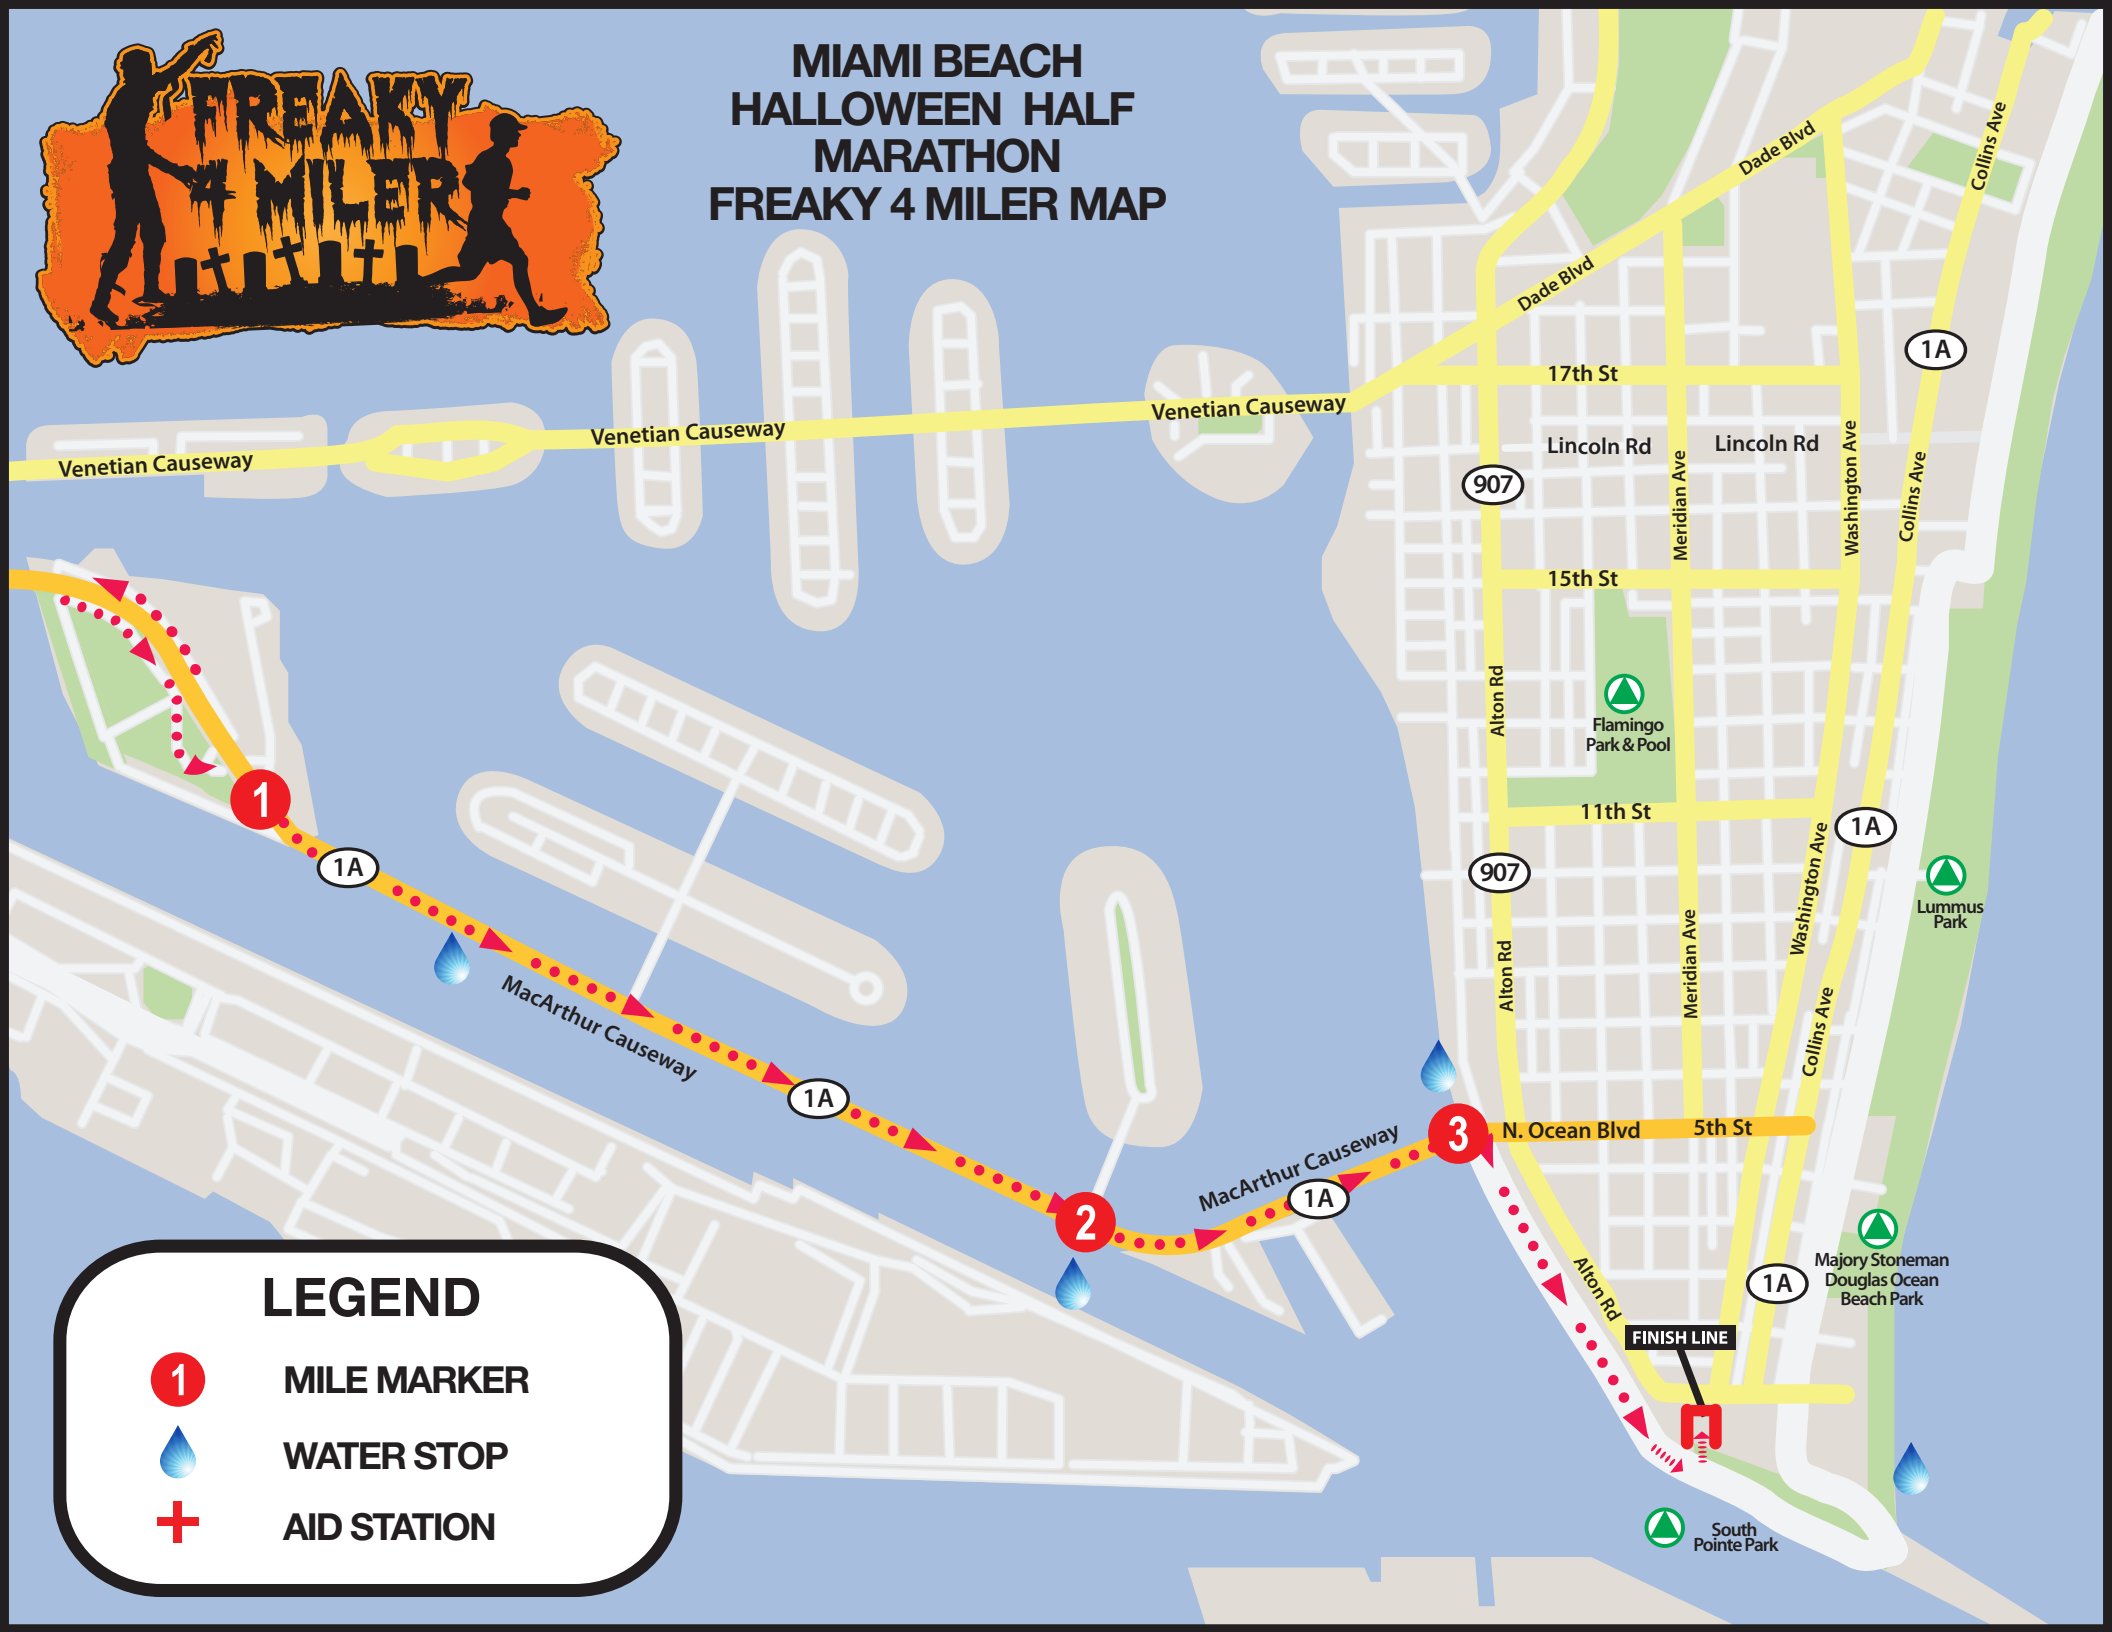 FREAKY
4 MILER
MIAMI BEACH
HALLOWEEN HALF
MARATHON
FREAKY 4 MILER MAP
Dade Blvd
Collins Ave
Dade Blvd
1A
17th St
Venetian Causeway
Venetian Causeway
Venetian Causeway
Lincoln Rd
Lincoln Rd
907
Meridian Ave
Washington Ave
Collins Ave
15th St
Alton Rd
Flamingo
Park & Pool
1
11th St
1A
1A
907
Lummus
Park
Washington Ave
Alton Rd
Meridian Ave
MacArthur Causeway
Collins Ave
1A
3
N. Ocean Blvd
5th St
MacArthur Causeway
1A
2
Alton Rd
1A
Majory Stoneman
Douglas Ocean
Beach Park
FINISH LINE
South
Pointe Park
LEGEND
1
MILE MARKER
WATER STOP
AID STATION